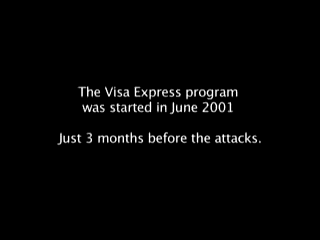 The Visa Express program
was started in June 2001
Just 3 months before the attacks.